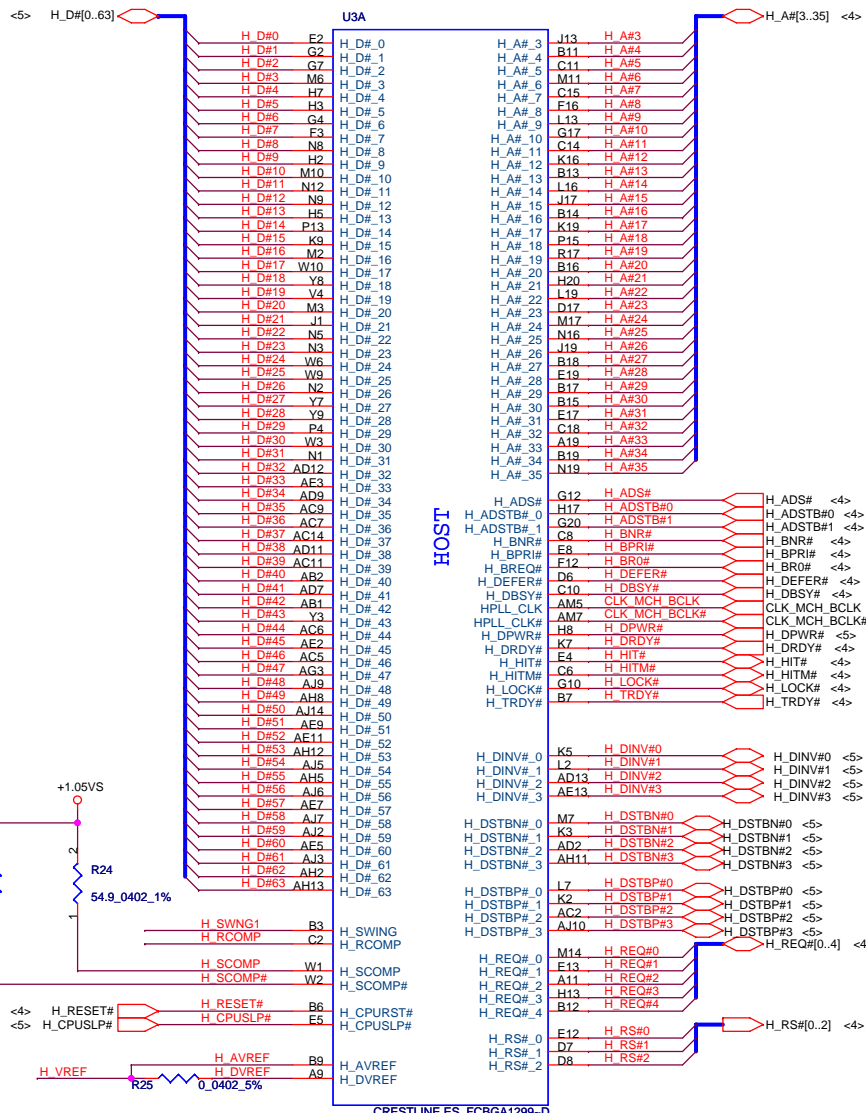 <5> H_D#[0..63]
U3A
H_A#[3..35] <4>
H_D#0 E2 H_D#_0 H_A#_3 J13 H_A#3
H_D#1 G2 H_D#_1 H_A#_4 B11 H_A#4
H_D#2 G7 H_D#_2 H_A#_5 C11 H_A#5
H_D#3 M6 H_D#_3 H_A#_6 M11 H_A#6
H_D#4 H7 H_D#_4 H_A#_7 C15 H_A#7
H_D#5 H3 H_D#_5 H_A#_8 F16 H_A#8
H_D#6 G4 H_D#_6 H_A#_9 L13 H_A#9
H_D#7 F3 H_D#_7 H_A#_10 G17 H_A#10
H_D#8 N8 H_D#_8 H_A#_11 C14 H_A#11
H_D#9 H2 H_D#_9 H_A#_12 K16 H_A#12
H_D#10 M10 H_D#_10 H_A#_13 B13 H_A#13
H_D#11 N12 H_D#_11 H_A#_14 L16 H_A#14
H_D#12 N9 H_D#_12 H_A#_15 J17 H_A#15
H_D#13 H5 H_D#_13 H_A#_16 B14 H_A#16
H_D#14 P13 H_D#_14 H_A#_17 K19 H_A#17
H_D#15 K9 H_D#_15 H_A#_18 P15 H_A#18
H_D#16 M2 H_D#_16 H_A#_19 R17 H_A#19
H_D#17 W10 H_D#_17 H_A#_20 B16 H_A#20
H_D#18 Y8 H_D#_18 H_A#_21 H20 H_A#21
H_D#19 V4 H_D#_19 H_A#_22 L19 H_A#22
H_D#20 M3 H_D#_20 H_A#_23 D17 H_A#23
H_D#21 J1 H_D#_21 H_A#_24 M17 H_A#24
H_D#22 N5 H_D#_22 H_A#_25 N16 H_A#25
H_D#23 N3 H_D#_23 H_A#_26 J19 H_A#26
H_D#24 W6 H_D#_24 H_A#_27 B18 H_A#27
H_D#25 W9 H_D#_25 H_A#_28 E19 H_A#28
H_D#26 N2 H_D#_26 H_A#_29 B17 H_A#29
H_D#27 Y7 H_D#_27 H_A#_30 B15 H_A#30
H_D#28 Y9 H_D#_28 H_A#_31 E17 H_A#31
H_D#29 P4 H_D#_29 H_A#_32 C18 H_A#32
H_D#30 W3 H_D#_30 H_A#_33 A19 H_A#33
H_D#31 N1 H_D#_31 H_A#_34 B19 H_A#34
H_D#32 AD12 H_D#_32 H_A#_35 N19 H_A#35
H_D#33 AE3 H_D#_33
H_D#34 AD9 H_D#_34 H_ADS# G12 H_ADS# H_ADS# <4>
H_D#35 AC9 H_D#_35 H_ADSTB#_0 H17 H_ADSTB#0 H_ADSTB#0 <4>
H_D#36 AC7 H_D#_36 H_ADSTB#_1 G20 H_ADSTB#1 H_ADSTB#1 <4>
H_D#37 AC14 H_D#_37 H_BNR# C8 H_BNR# H_BNR# <4>
H_D#38 AD11 H_D#_38 H_BPRI# E8 H_BPRI# H_BPRI# <4>
H_D#39 AC11 H_D#_39 H_BREQ# F12 H_BR0# H_BR0# <4>
H_D#40 AB2 H_D#_40 H_DEFER# D6 H_DEFER# H_DEFER# <4>
H_D#41 AD7 H_D#_41 H_DBSY# C10 H_DBSY# H_DBSY# <4>
H_D#42 AB1 H_D#_42 HPLL_CLK AM5 CLK_MCH_BCLK CLK_MCH_BCLK
H_D#43 Y3 H_D#_43 HPLL_CLK# AM7 CLK_MCH_BCLK# CLK_MCH_BCLK#
H_D#44 AC6 H_D#_44 H_DPWR# H8 H_DPWR# H_DPWR# <5>
H_D#45 AE2 H_D#_45 H_DRDY# K7 H_DRDY# H_DRDY# <4>
H_D#46 AC5 H_D#_46 H_HIT# E4 H_HIT# H_HIT# <4>
H_D#47 AG3 H_D#_47 H_HITM# C6 H_HITM# H_HITM# <4>
H_D#48 AJ9 H_D#_48 H_LOCK# G10 H_LOCK# H_LOCK# <4>
H_D#49 AH8 H_D#_49 H_TRDY# B7 H_TRDY# H_TRDY# <4>
H_D#50 AJ14 H_D#_50
H_D#51 AE9 H_D#_51
H_D#52 AE11 H_D#_52
H_D#53 AH12 H_D#_53 H_DINV#_0 K5 H_DINV#0 H_DINV#0 <5>
H_D#54 AJ5 H_D#_54 H_DINV#_1 L2 H_DINV#1 H_DINV#1 <5>
H_D#55 AH5 H_D#_55 H_DINV#_2 AD13 H_DINV#2 H_DINV#2 <5>
H_D#56 AJ6 H_D#_56 H_DINV#_3 AE13 H_DINV#3 H_DINV#3 <5>
H_D#57 AE7 H_D#_57
H_D#58 AJ7 H_D#_58 H_DSTBN#_0 M7 H_DSTBN#0 H_DSTBN#0 <5>
H_D#59 AJ2 H_D#_59 H_DSTBN#_1 K3 H_DSTBN#1 H_DSTBN#1 <5>
H_D#60 AE5 H_D#_60 H_DSTBN#_2 AD2 H_DSTBN#2 H_DSTBN#2 <5>
H_D#61 AJ3 H_D#_61 H_DSTBN#_3 AH11 H_DSTBN#3 H_DSTBN#3 <5>
H_D#62 AH2 H_D#_62
H_D#63 AH13 H_D#_63 H_DSTBP#_0 L7 H_DSTBP#0 H_DSTBP#0 <5>
H_DSTBP#_1 K2 H_DSTBP#1 H_DSTBP#1 <5>
H_DSTBP#_2 AC2 H_DSTBP#2 H_DSTBP#2 <5>
H_DSTBP#_3 AJ10 H_DSTBP#3 H_DSTBP#3 <5>
HOST
+1.05VS
2
R24
54.9_0402_1%
1
H_SWNG1 B3 H_SWING
H_RCOMP C2 H_RCOMP
H_REQ#_0 M14 H_REQ#0 H_REQ#[0..4] <4
H_REQ#_1 E13 H_REQ#1
H_SCOMP W1 H_SCOMP H_REQ#_2 A11 H_REQ#2
H_SCOMP# W2 H_SCOMP# H_REQ#_3 H13 H_REQ#3
H_REQ#_4 B12 H_REQ#4
<4> H_RESET# H_RESET# B6 H_CPURST#
<5> H_CPUSLP# H_CPUSLP# E5 H_CPUSLP#
H_RS#_0 E12 H_RS#0 H_RS#[0..2] <4>
H_RS#_1 D7 H_RS#1
H_RS#_2 D8 H_RS#2
H_AVREF B9 H_AVREF
H_VREF H_DVREF A9 H_DVREF
R25 0_0402_5%
CRESTLINE ES_FCBGA1299~D